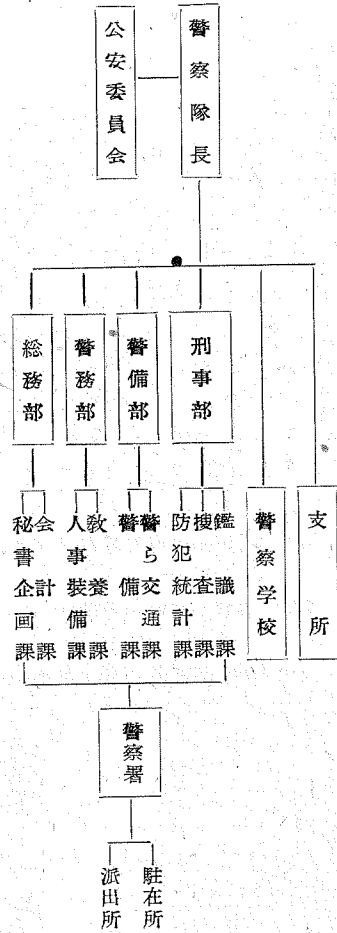 警察隊長
公安委員会
支所
警察学校
刑事部
警備部
警務部
総務部
鑑識課
捜査課
防犯統計課
警ら交通課
警備課
教養課
人事装備課
会計課
秘書企画課
警察署
駐在所
派出所